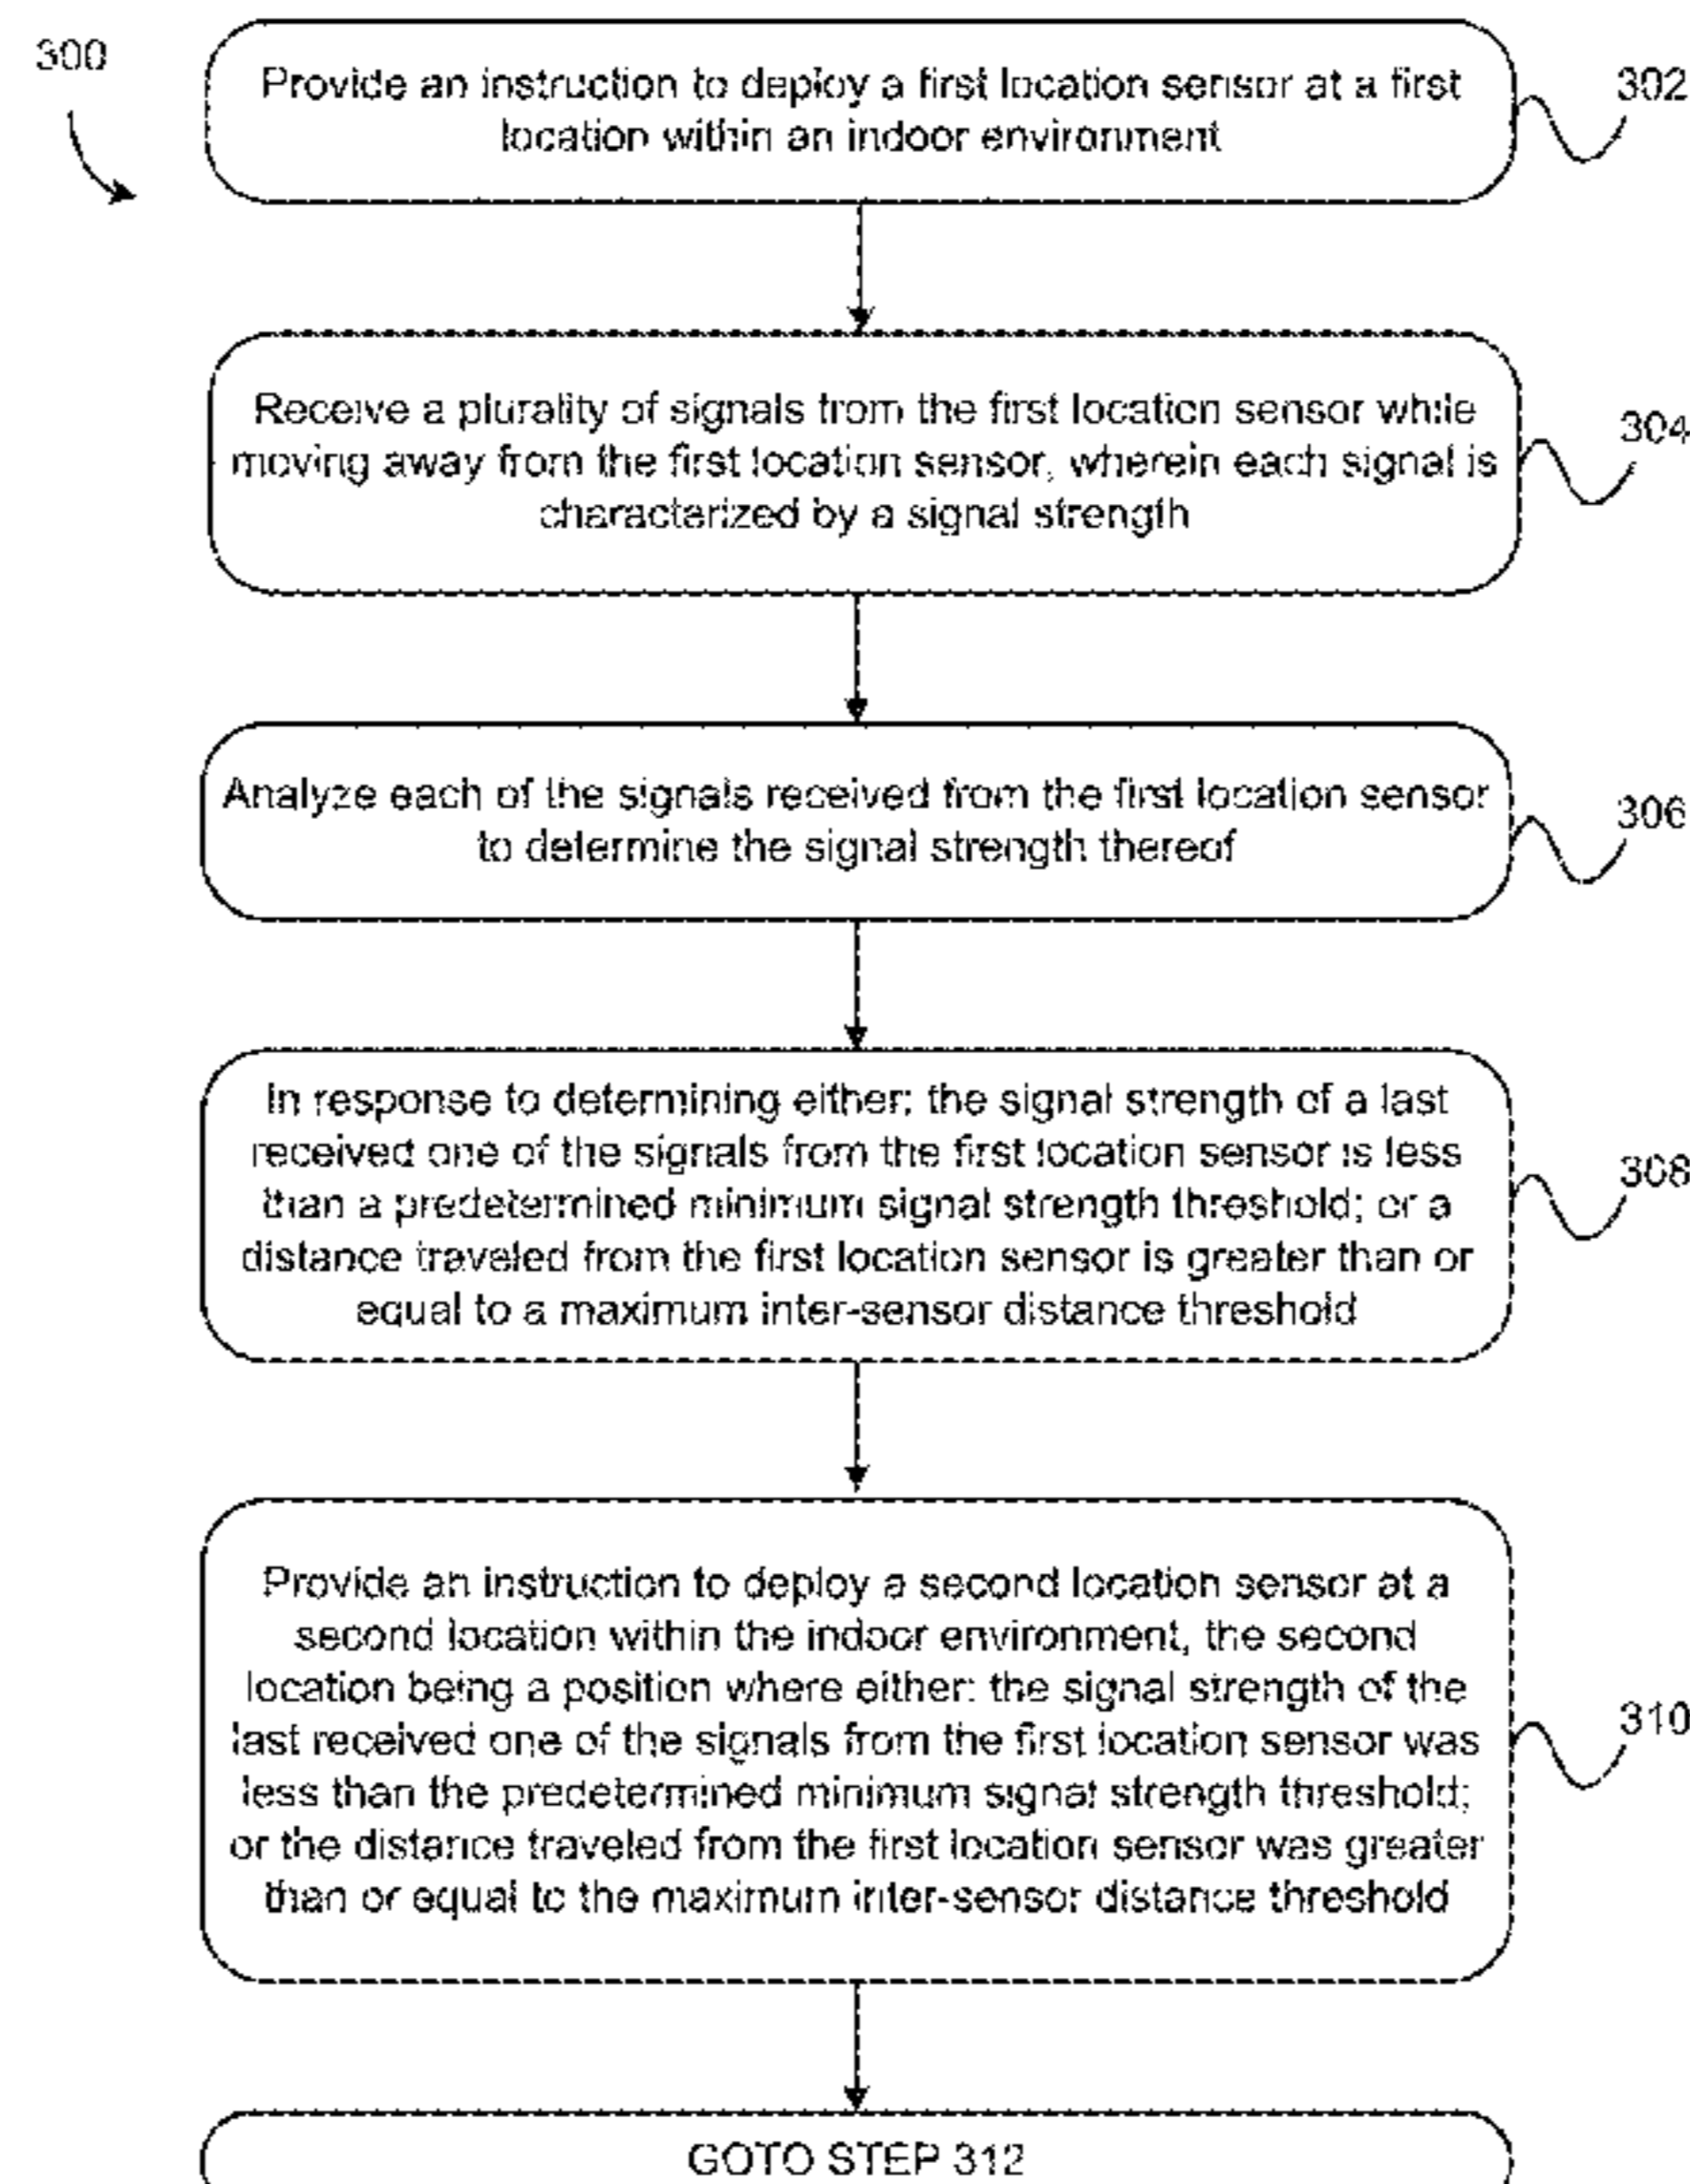 300
Provide an instruction to deploy a first location sensor at a first
location within an indoor environment
302
Receive a plurality of signals from the first location sensor while
moving away from the first location sensor, wherein each signal is
characterized by a signal strength
304
Analyze each of the signals received from the first location sensor
to determine the signal strength thereof
306
In response to determining either: the signal strength of a last
received one of the signals from the first location sensor is less
than a predetermined minimum signal strength threshold; or a
distance traveled from the first location sensor is greater than or
equal to a maximum inter-sensor distance threshold
308
Provide an instruction to deploy a second location sensor at a
second location within the indoor environment, the second
location being a position where either: the signal strength of the
last received one of the signals from the first location sensor was
less than the predetermined minimum signal strength threshold;
or the distance traveled from the first location sensor was greater
than or equal to the maximum inter-sensor distance threshold
310
GOTO STEP 312